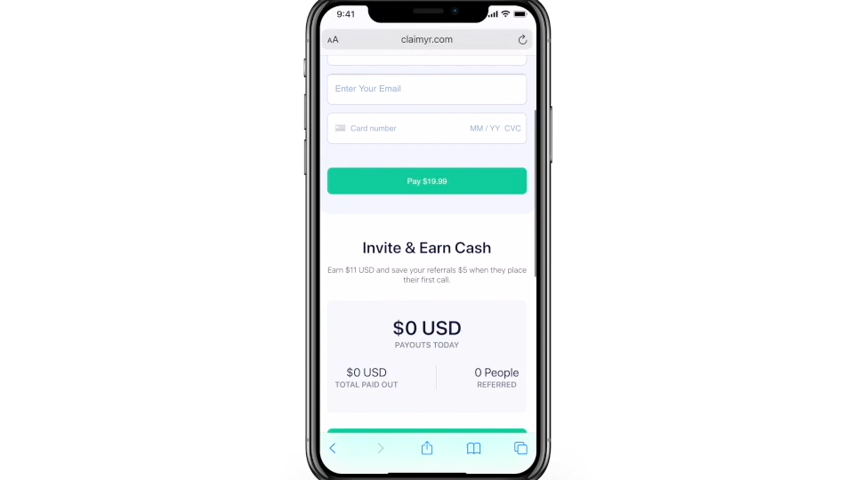 9:41
AA claimyr.com
Enter Your Email
Card number MM / YY CVC
Pay $19.99
Invite & Earn Cash
Earn $11 USD and save your referrals $5 when they place
their first call.
$0 USD
PAYOUTS TODAY
$0 USD 0 People
TOTAL PAID OUT REFERRED